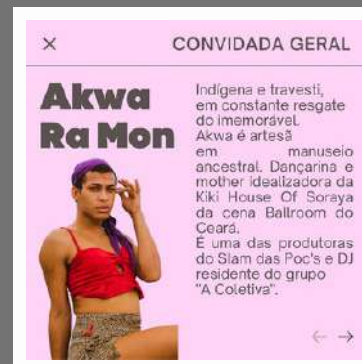 CONVIDADA GERAL
Akwa
Ra Mon
Indígena e travesti,
em constante resgate
do imemorável.
Akwa é artesã
em manuseio
ancestral. Dançarina e
mother idealizadora da
Kiki House Of Soraya
da cena Ballroom do
Ceará.
É uma das produtoras
do Slam das Poc's e DJ
residente do grupo
"A Coletiva".